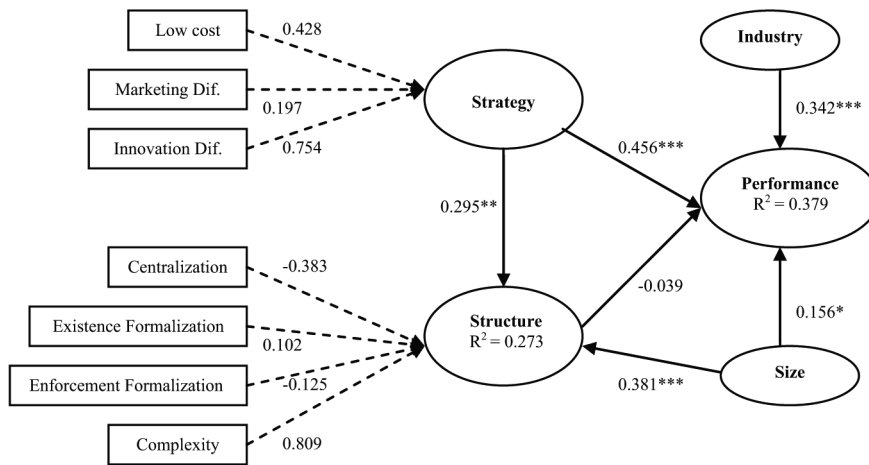 Low cost
0.428
Marketing Dif.
0.197
Innovation Dif.
0.754
Strategy
Industry
0.342***
0.456***
Performance
R² = 0.379
0.295**
Centralization
-0.383
Existence Formalization
0.102
Enforcement Formalization
-0.125
Complexity
0.809
Structure
R² = 0.273
-0.039
0.156*
0.381***
Size